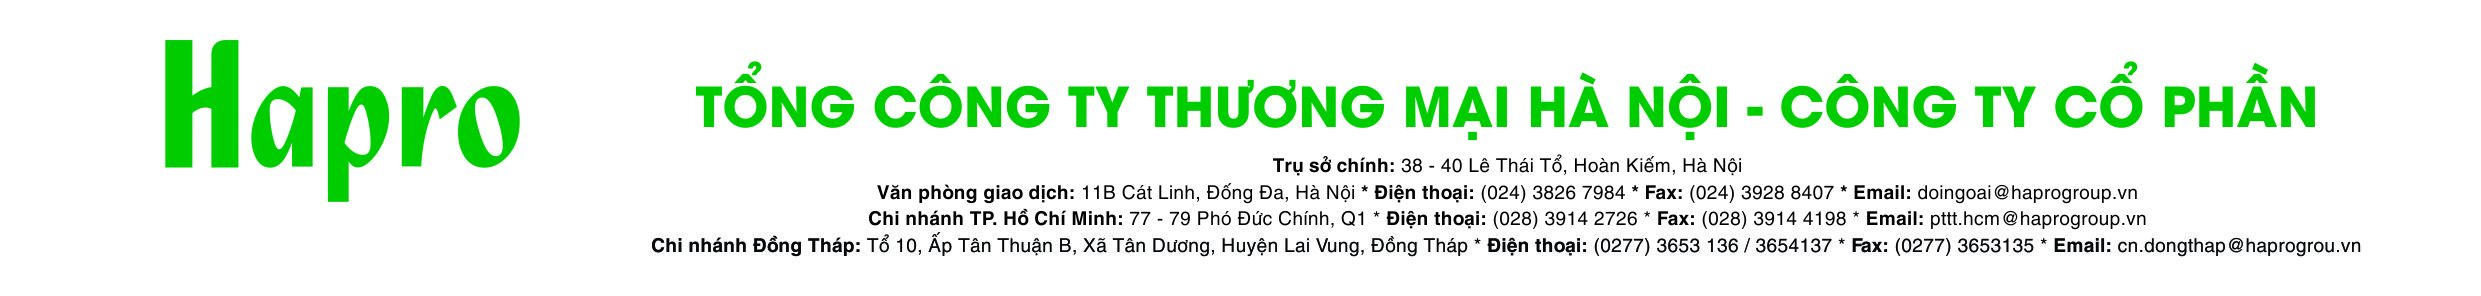 Hapro
TỔNG CÔNG TY THƯƠNG MẠI HÀ NỘI - CÔNG TY CỔ PHẦN
Trụ sở chính: 38 - 40 Lê Thái Tổ, Hoàn Kiếm, Hà Nội
Văn phòng giao dịch: 11B Cát Linh, Đống Đa, Hà Nội * Điện thoại: (024) 3826 7984 * Fax: (024) 3928 8407 * Email: doingoai@haprogroup.vn
Chi nhánh TP. Hồ Chí Minh: 77 - 79 Phó Đức Chính, Q1 * Điện thoại: (028) 3914 2726 * Fax: (028) 3914 4198 * Email: pttt.hcm@haprogroup.vn
Chi nhánh Đồng Tháp: Tổ 10, Ấp Tân Thuận B, Xã Tân Dương, Huyện Lai Vung, Đồng Tháp * Điện thoại: (0277) 3653 136 / 3654137 * Fax: (0277) 3653135 * Email: cn.dongthap@haprogrou.vn